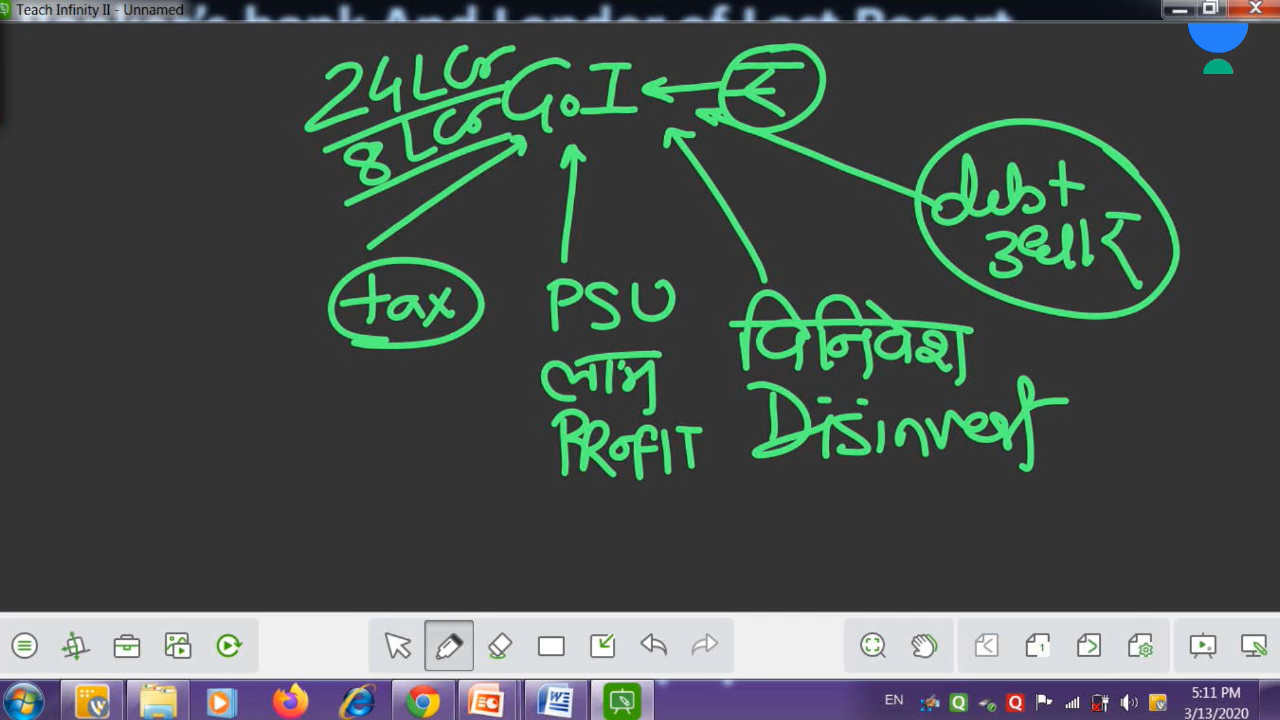 Teach Infinity II - Unnamed
24LCr
8LCr
GoI
₹
debt
उधार
tax
PSU
लाभ
PROFIT
विनिवेश
Disinvest
1
EN
5:11 PM
3/13/2020